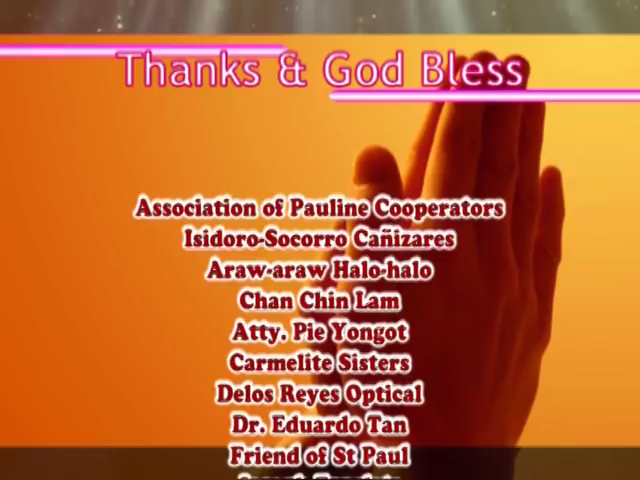 Thanks & God Bless
Association of Pauline Cooperators
Isidoro-Socorro Cañizares
Araw-araw Halo-halo
Chan Chin Lam
Atty. Pie Yongot
Carmelite Sisters
Delos Reyes Optical
Dr. Eduardo Tan
Friend of St Paul